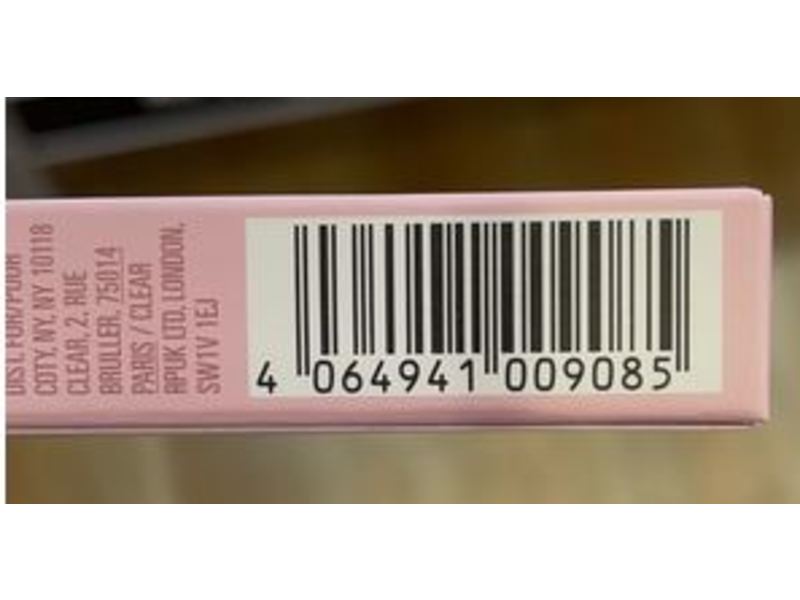 DIST. FOR/POUR
COTY, NY, NY 10118
CLEAR, 2, RUE
BRULLER, 75014
PARIS / CLEAR
RPUK LTD, LONDON,
SW1V 1EJ
4 064941 009085